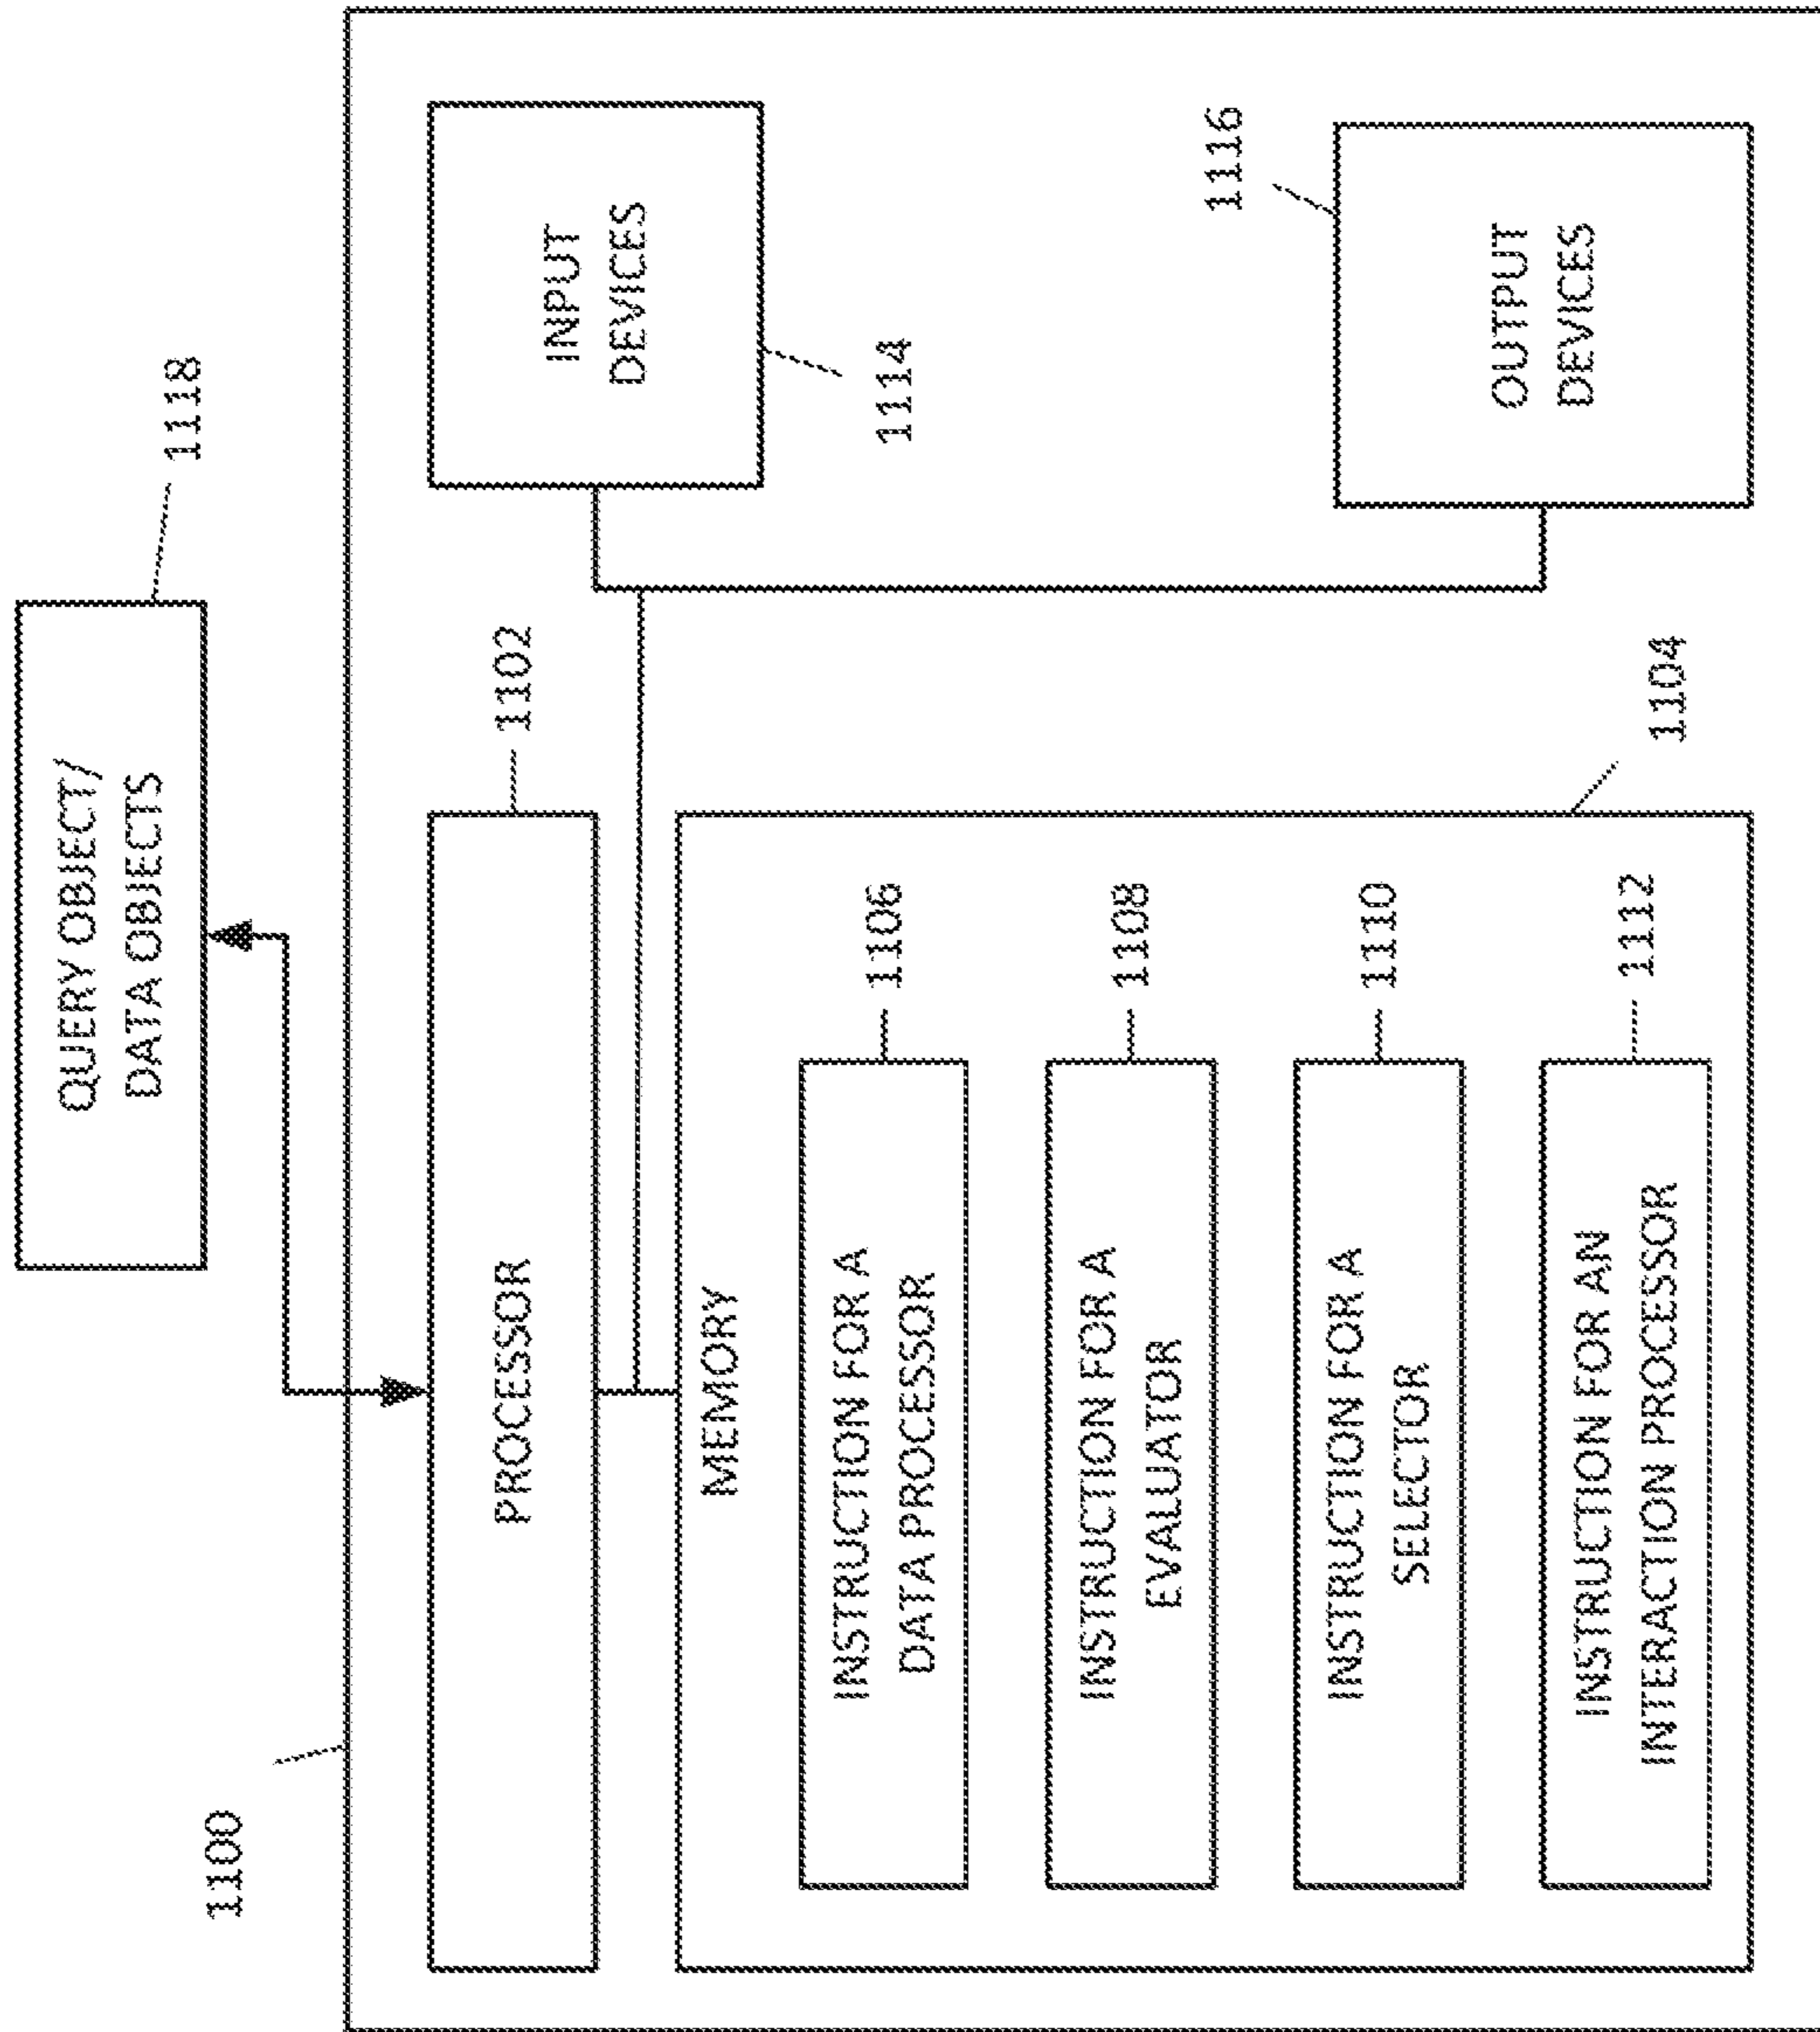 QUERY OBJECT/
DATA OBJECTS
1118
1100
PROCESSOR
1102
INPUT
DEVICES
1114
MEMORY
INSTRUCTION FOR A
DATA PROCESSOR
1106
INSTRUCTION FOR A
EVALUATOR
1108
INSTRUCTION FOR A
SELECTOR
1110
INSTRUCTION FOR AN
INTERACTION PROCESSOR
1112
1104
OUTPUT
DEVICES
1116